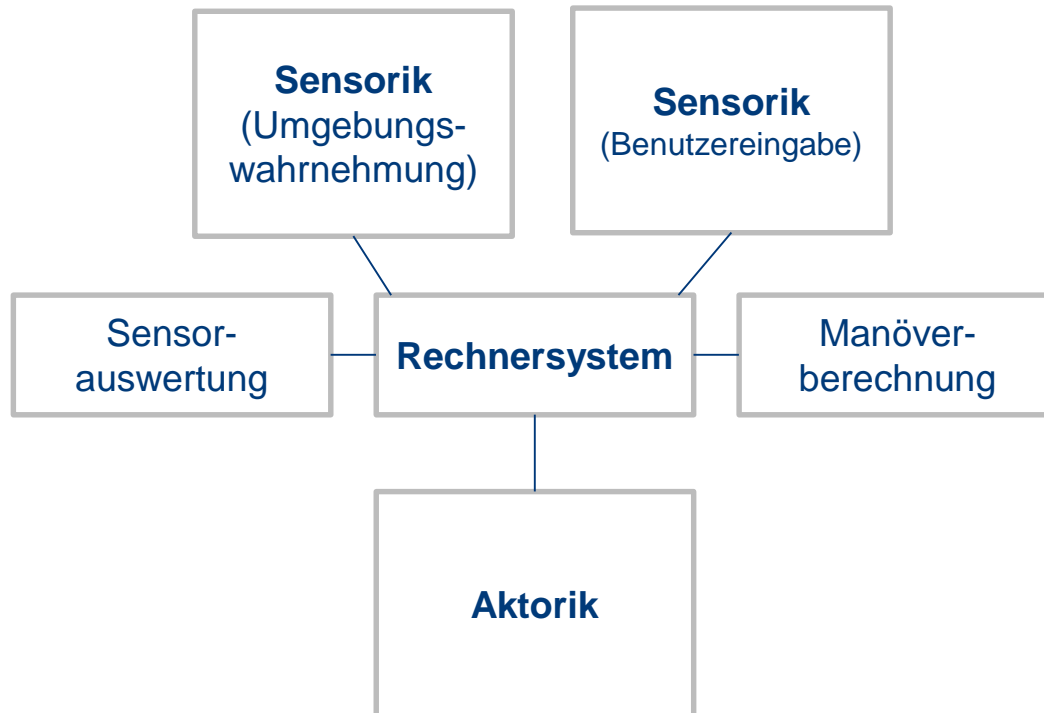 Sensorik
(Umgebungs-
wahrnehmung)
Sensorik
(Benutzereingabe)
Sensor-
auswertung
Rechnersystem
Manöver-
berechnung
Aktorik